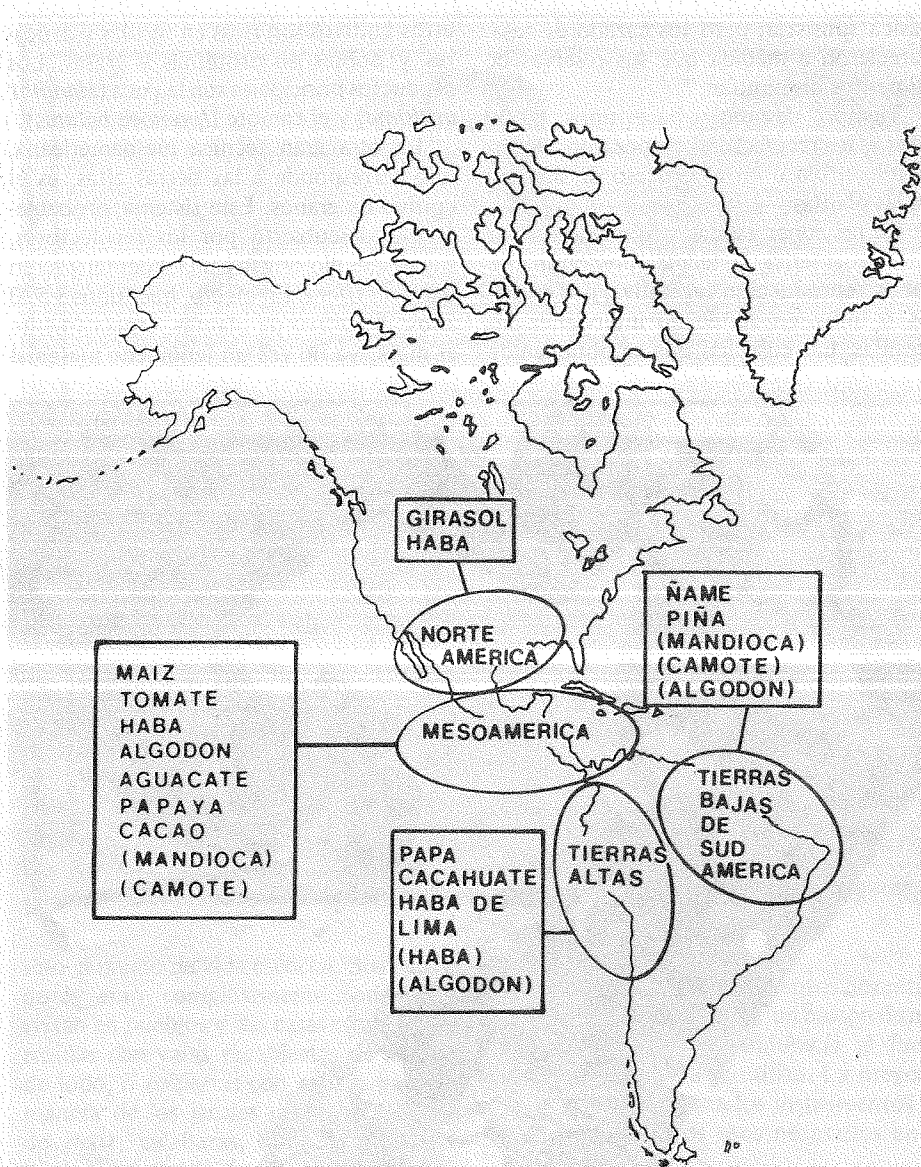 GIRASOL
HABA
NORTE
AMERICA
ÑAME
PIÑA
(MANDIOCA)
(CAMOTE)
(ALGODON)
MAIZ
TOMATE
HABA
ALGODON
AGUACATE
PAPAYA
CACAO
(MANDIOCA)
(CAMOTE)
MESOAMERICA
TIERRAS
BAJAS
DE
SUD
AMERICA
PAPA
CACAHUATE
HABA DE
LIMA
(HABA)
(ALGODON)
TIERRAS
ALTAS